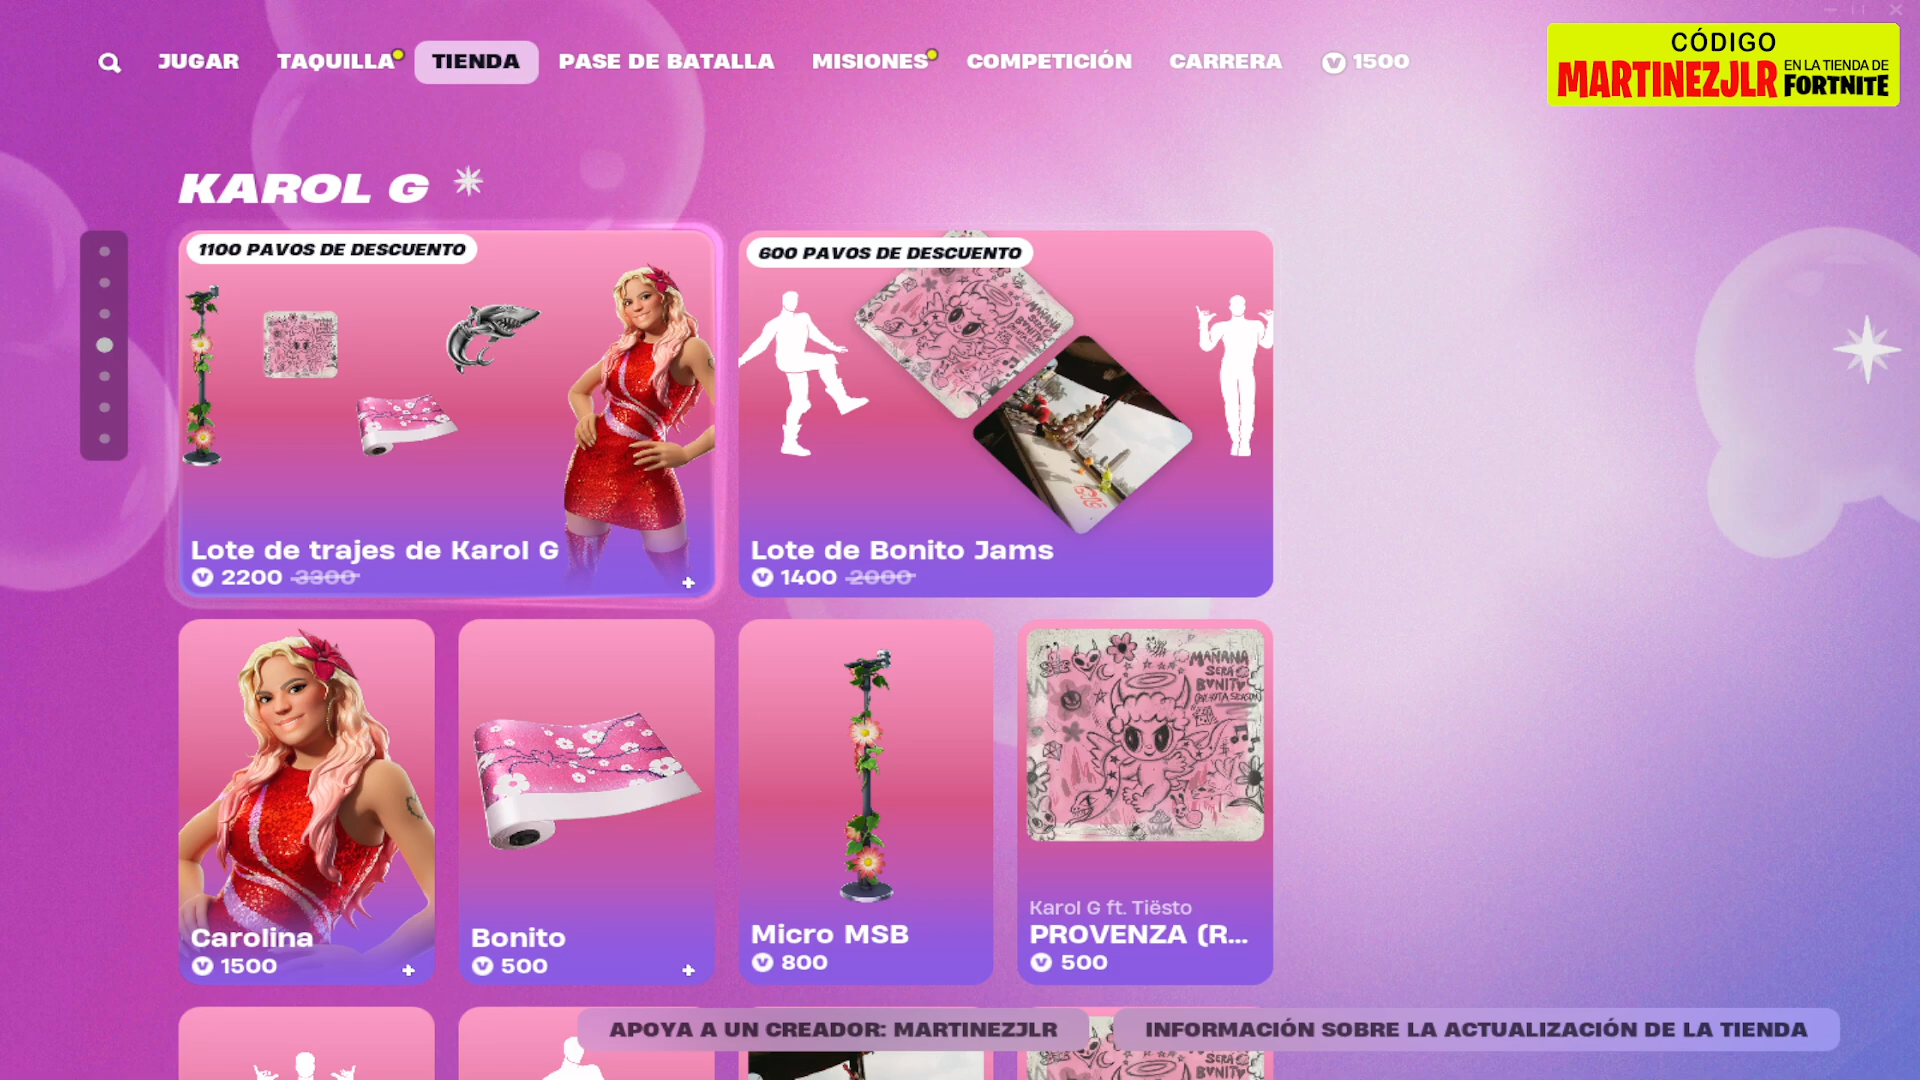 JUGAR
TAQUILLA
TIENDA
PASE DE BATALLA
MISIONES
COMPETICIÓN
CARRERA
1500
CÓDIGO
MARTINEZJLR
EN LA TIENDA DE
FORTNITE
KAROL G
1100 PAVOS DE DESCUENTO
Lote de trajes de Karol G
2200 3300
600 PAVOS DE DESCUENTO
Lote de Bonito Jams
1400 2000
Carolina
1500
Bonito
500
Micro MSB
800
MAÑANA
SERA
BONITO
Karol G ft. Tiësto
PROVENZA (R...
500
APOYA A UN CREADOR: MARTINEZJLR
INFORMACIÓN SOBRE LA ACTUALIZACIÓN DE LA TIENDA
SERA
BONITO